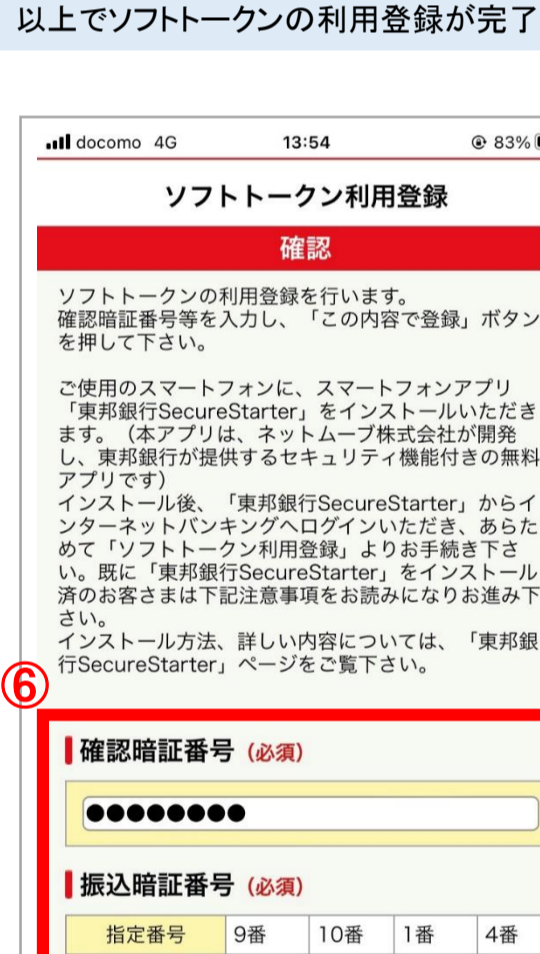 以上でソフトトークンの利用登録が完了
docomo 4G 13:54 83%
ソフトトークン利用登録
確認
ソフトトークンの利用登録を行います。
確認暗証番号等を入力し、「この内容で登録」ボタン
を押して下さい。
ご使用のスマートフォンに、スマートフォンアプリ
「東邦銀行SecureStarter」をインストールいただき
ます。（本アプリは、ネットムーブ株式会社が開発
し、東邦銀行が提供するセキュリティ機能付きの無料
アプリです）
インストール後、「東邦銀行SecureStarter」からイ
ンターネットバンキングへログインいただき、あらた
めて「ソフトトークン利用登録」よりお手続き下さ
い。既に「東邦銀行SecureStarter」をインストール
済のお客さまは下記注意事項をお読みになりお進み下
さい。
インストール方法、詳しい内容については、「東邦銀
行SecureStarter」ページをご覧下さい。
⑥
確認暗証番号（必須）
●●●●●●●●
振込暗証番号（必須）
指定番号 9番 10番 1番 4番